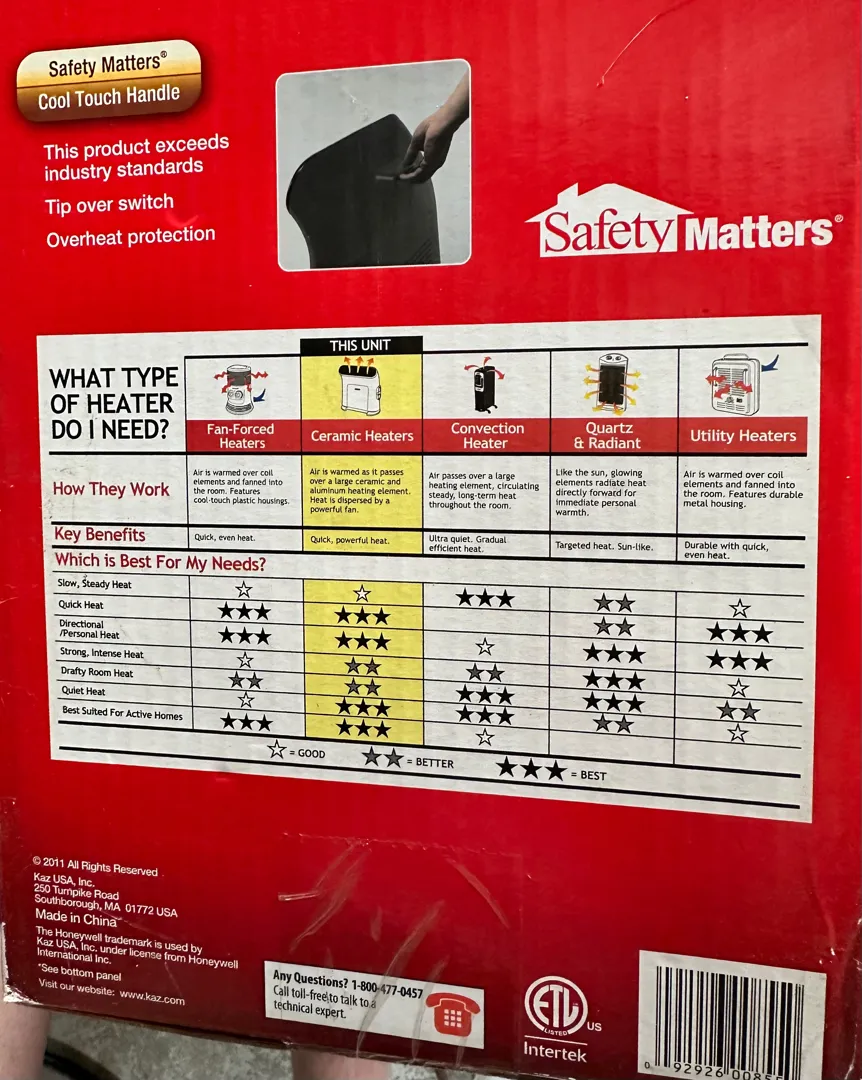 Safety Matters®
Cool Touch Handle
This product exceeds
industry standards
Tip over switch
Overheat protection
Safety Matters®
THIS UNIT
WHAT TYPE
OF HEATER
DO I NEED?
Fan-Forced
Heaters
Ceramic Heaters
Convection
Heater
Quartz
& Radiant
Utility Heaters
How They Work
Air is warmed over coil
elements and fanned into
the room. Features
cool-touch plastic housings.
Air is warmed as it passes
over a large ceramic and
aluminum heating element.
Heat is dispersed by a
powerful fan.
Air passes over a large
heating element, circulating
steady, long-term heat
throughout the room.
Like the sun, glowing
elements radiate heat
directly forward for
immediate personal
warmth.
Air is warmed over coil
elements and fanned into
the room. Features durable
metal housing.
Key Benefits
Quick, even heat.
Quick, powerful heat.
Ultra quiet. Gradual
efficient heat.
Targeted heat. Sun-like.
Durable with quick,
even heat.
Which is Best For My Needs?
Slow, Steady Heat
Quick Heat
Directional
/Personal Heat
Strong, Intense Heat
Drafty Room Heat
Quiet Heat
Best Suited For Active Homes
= GOOD
= BETTER
= BEST
© 2011 All Rights Reserved
Kaz USA, Inc.
250 Turnpike Road
Southborough, MA 01772 USA
Made in China
The Honeywell trademark is used by
Kaz USA, Inc. under license from Honeywell
International Inc.
*See bottom panel
Visit our website: www.kaz.com
Any Questions? 1-800-477-0457
Call toll-free to talk to a
technical expert.
ETL
LISTED
US
Intertek
0 92926 008